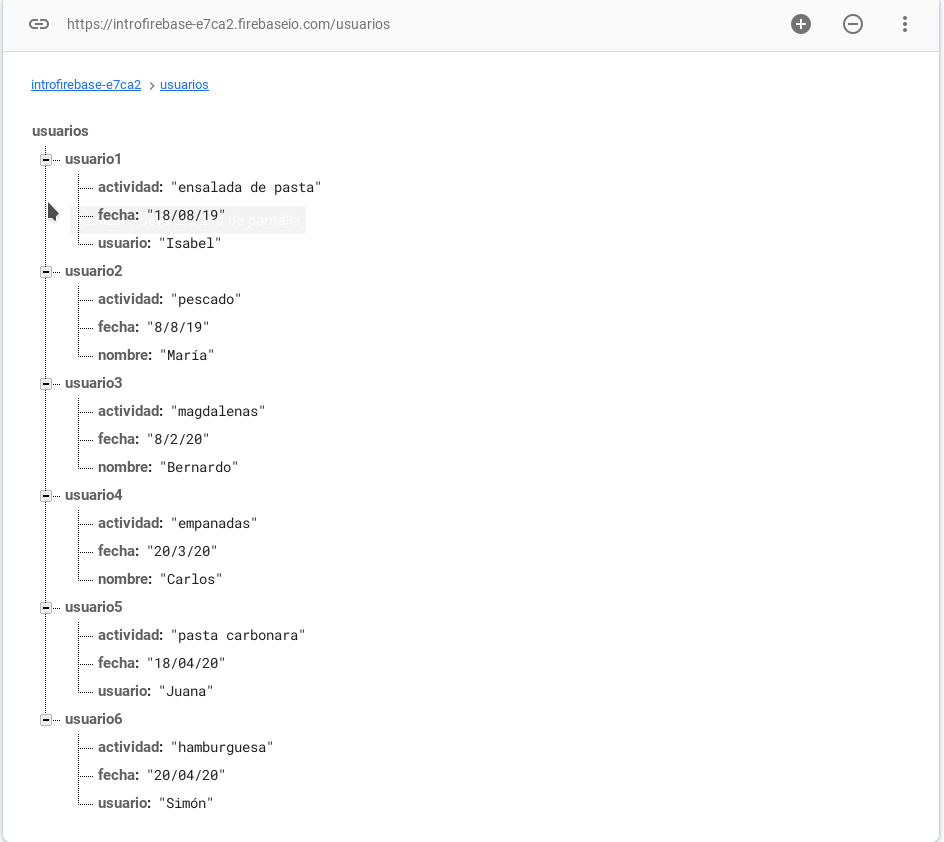 https://introfirebase-e7ca2.firebaseio.com/usuarios
introfirebase-e7ca2 > usuarios
usuarios
usuario1
actividad: "ensalada de pasta"
fecha: "18/08/19"
de pantalla
usuario: "Isabel"
usuario2
actividad: "pescado"
fecha: "8/8/19"
nombre: "María"
usuario3
actividad: "magdalenas"
fecha: "8/2/20"
nombre: "Bernardo"
usuario4
actividad: "empanadas"
fecha: "20/3/20"
nombre: "Carlos"
usuario5
actividad: "pasta carbonara"
fecha: "18/04/20"
usuario: "Juana"
usuario6
actividad: "hamburguesa"
fecha: "20/04/20"
usuario: "Simón"